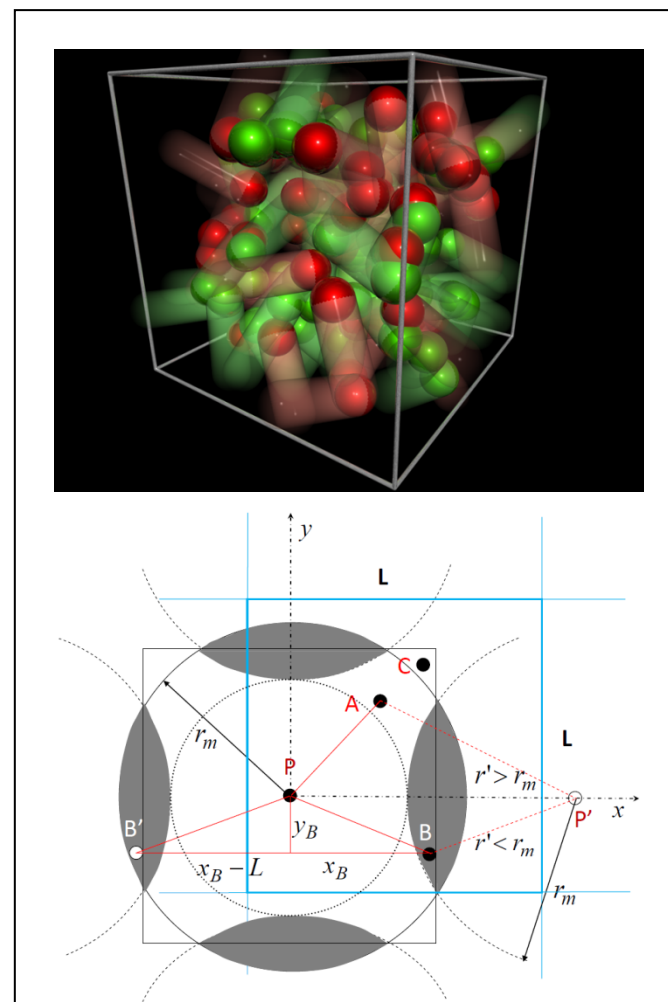 y
L
C
A
r_m
L
P
r' > r_m
B'
y_B
B
r' < r_m
P'
x
x_B − L
x_B
r_m